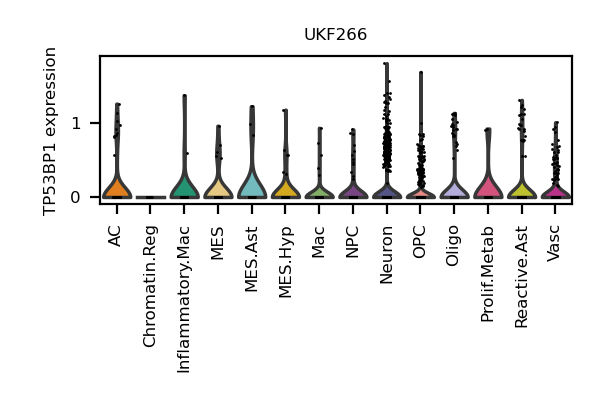 UKF266
TP53BP1 expression
1
0
AC
Chromatin.Reg
Inflammatory.Mac
MES
MES.Ast
MES.Hyp
Mac
NPC
Neuron
OPC
Oligo
Prolif.Metab
Reactive.Ast
Vasc